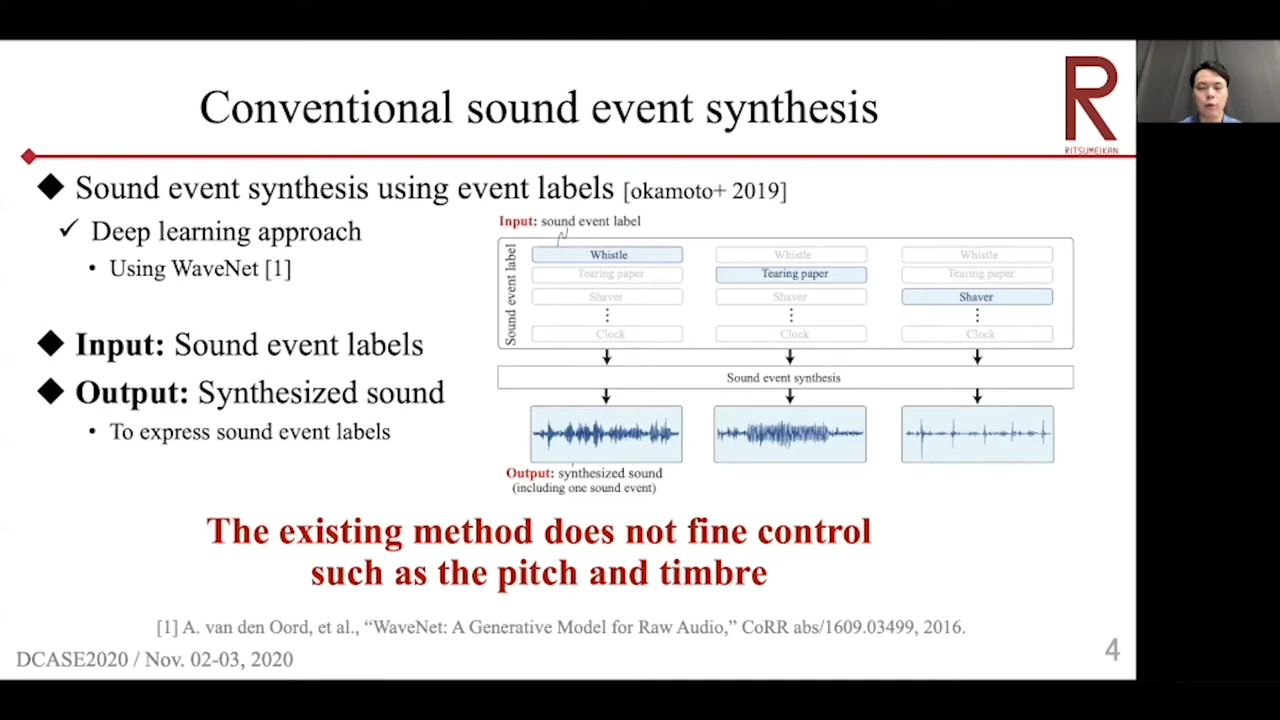 Conventional sound event synthesis
RITSUMEIKAN
Sound event synthesis using event labels [okamoto+ 2019]
✓ Deep learning approach
• Using WaveNet [1]
Input: Sound event labels
Output: Synthesized sound
• To express sound event labels
Input: sound event label
Sound event label
Whistle
Tearing paper
Shaver
Clock
Whistle
Tearing paper
Shaver
Clock
Whistle
Tearing paper
Shaver
Clock
Sound event synthesis
Output: synthesized sound
(including one sound event)
The existing method does not fine control
such as the pitch and timbre
[1] A. van den Oord, et al., “WaveNet: A Generative Model for Raw Audio,” CoRR abs/1609.03499, 2016.
DCASE2020 / Nov. 02-03, 2020
4